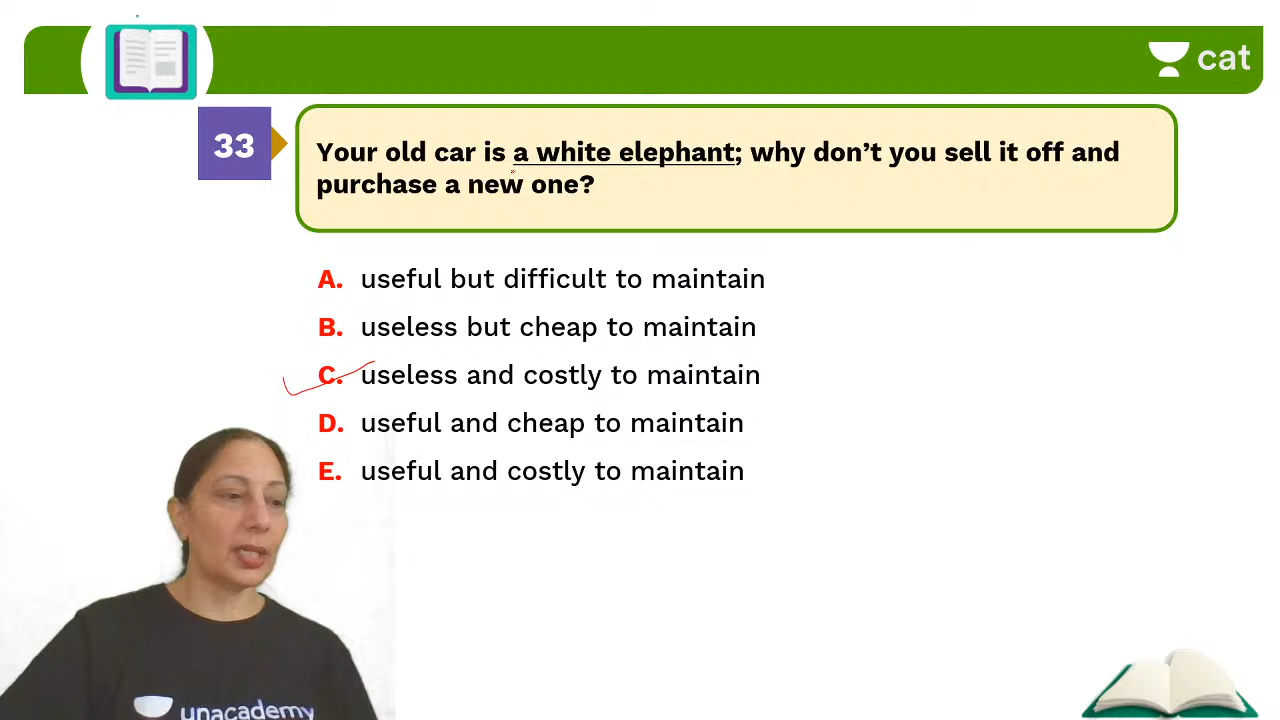 cat
33
Your old car is a white elephant; why don’t you sell it off and
purchase a new one?
A. useful but difficult to maintain
B. useless but cheap to maintain
C. useless and costly to maintain
D. useful and cheap to maintain
E. useful and costly to maintain
unacademy